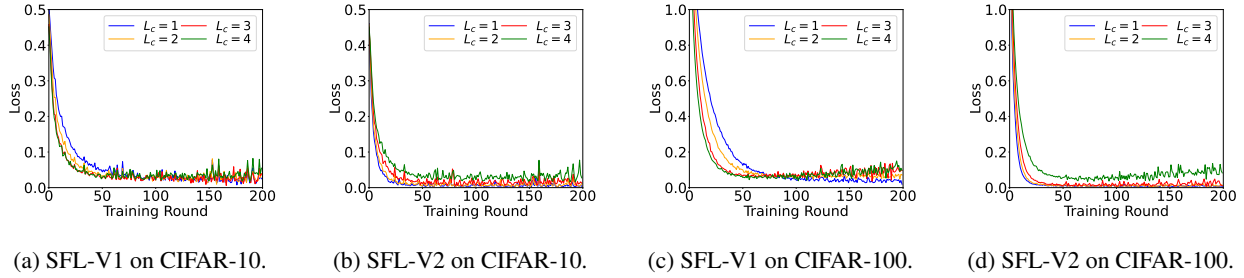 0.5
0.4
0.3
0.2
0.1
0.0
Loss
0 50 100 150 200
Training Round
L_c = 1 L_c = 3
L_c = 2 L_c = 4
(a) SFL-V1 on CIFAR-10.
0.5
0.4
0.3
0.2
0.1
0.0
Loss
0 50 100 150 200
Training Round
L_c = 1 L_c = 3
L_c = 2 L_c = 4
(b) SFL-V2 on CIFAR-10.
1.0
0.8
0.6
0.4
0.2
0.0
Loss
0 50 100 150 200
Training Round
L_c = 1 L_c = 3
L_c = 2 L_c = 4
(c) SFL-V1 on CIFAR-100.
1.0
0.8
0.6
0.4
0.2
0.0
Loss
0 50 100 150 200
Training Round
L_c = 1 L_c = 3
L_c = 2 L_c = 4
(d) SFL-V2 on CIFAR-100.